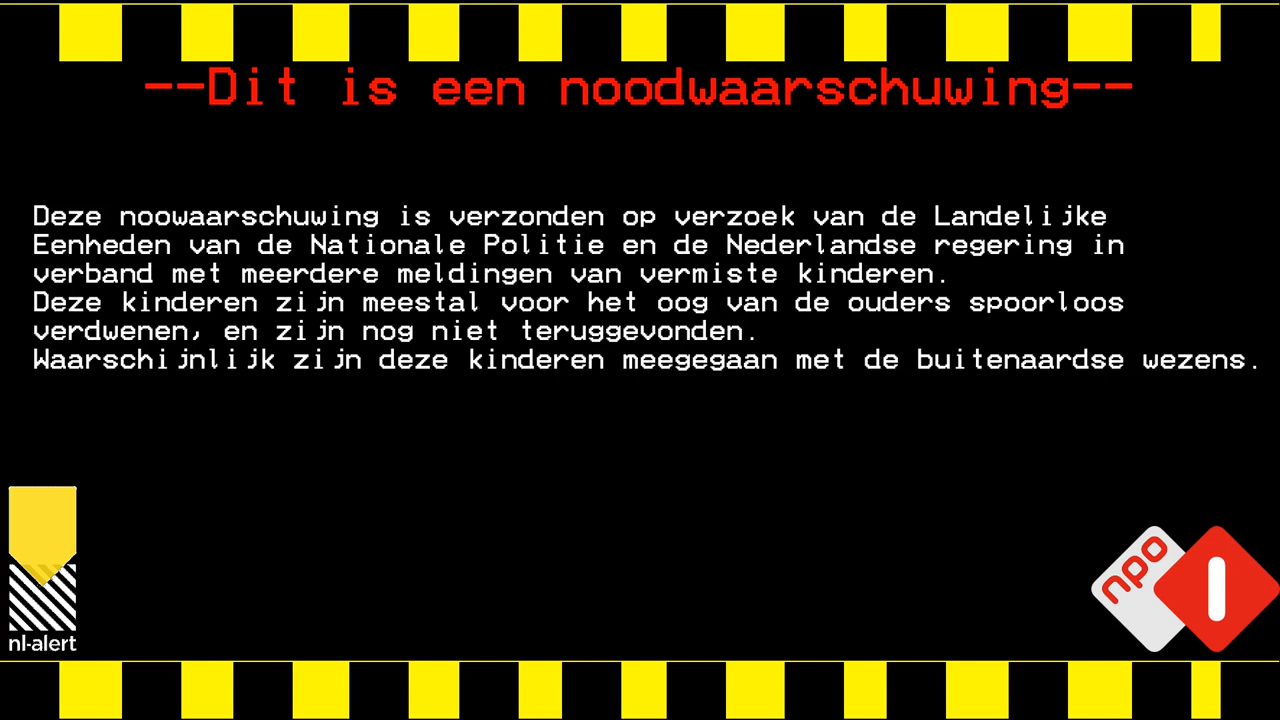 --Dit is een noodwaarschuwing--
Deze noowaarschuwing is verzonden op verzoek van de Landelijke
Eenheden van de Nationale Politie en de Nederlandse regering in
verband met meerdere meldingen van vermiste kinderen.
Deze kinderen zijn meestal voor het oog van de ouders spoorloos
verdwenen, en zijn nog niet teruggevonden.
Waarschijnlijk zijn deze kinderen meegegaan met de buitenaardse wezens.
npo 1
nl-alert